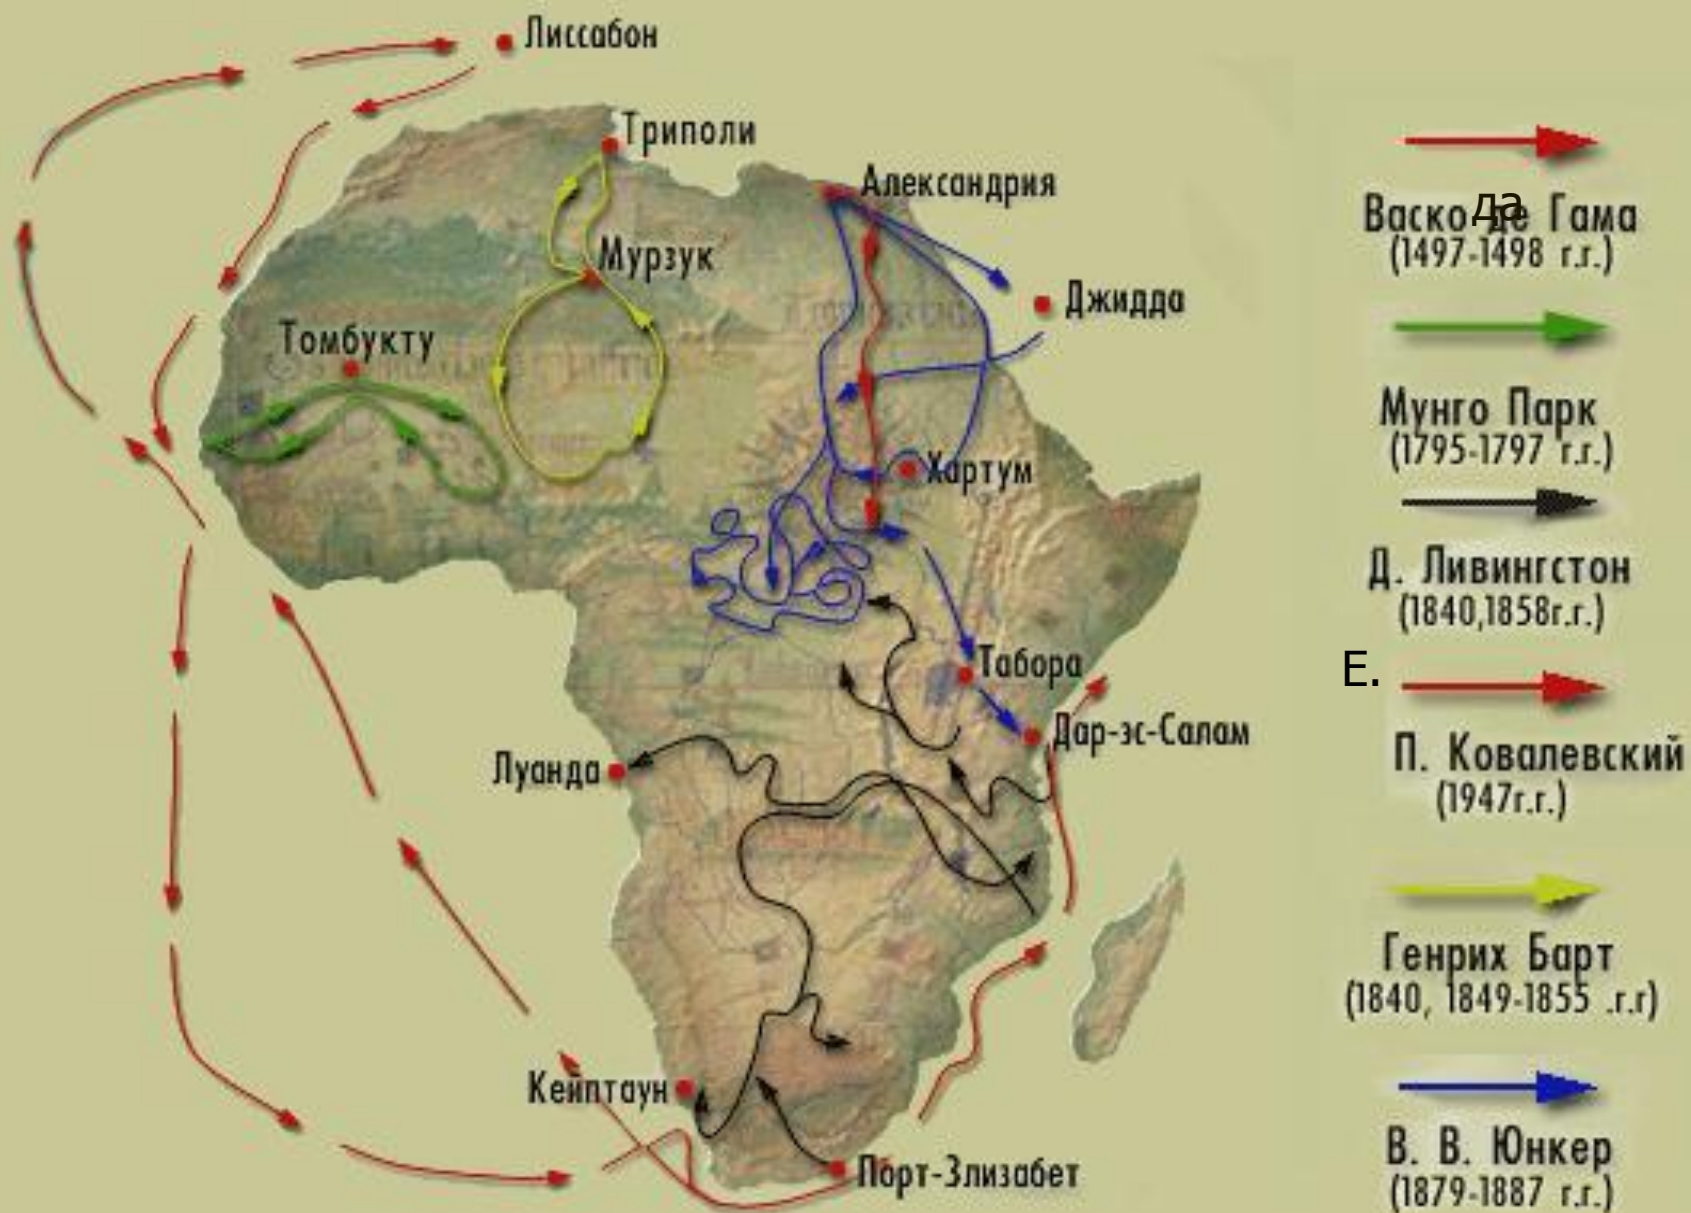 Лиссабон
Триполи
Александрия
Мурзук
Джидда
Томбукту
Хартум
Табора
Дар-эс-Салам
Луанда
Кейптаун
Порт-Элизабет
да
Васко де Гама
(1497-1498 г.г.)
Мунго Парк
(1795-1797 г.г.)
Д. Ливингстон
(1840,1858г.г.)
Е.
П. Ковалевский
(1947г.г.)
Генрих Барт
(1840, 1849-1855 .г.г)
В. В. Юнкер
(1879-1887 г.г.)